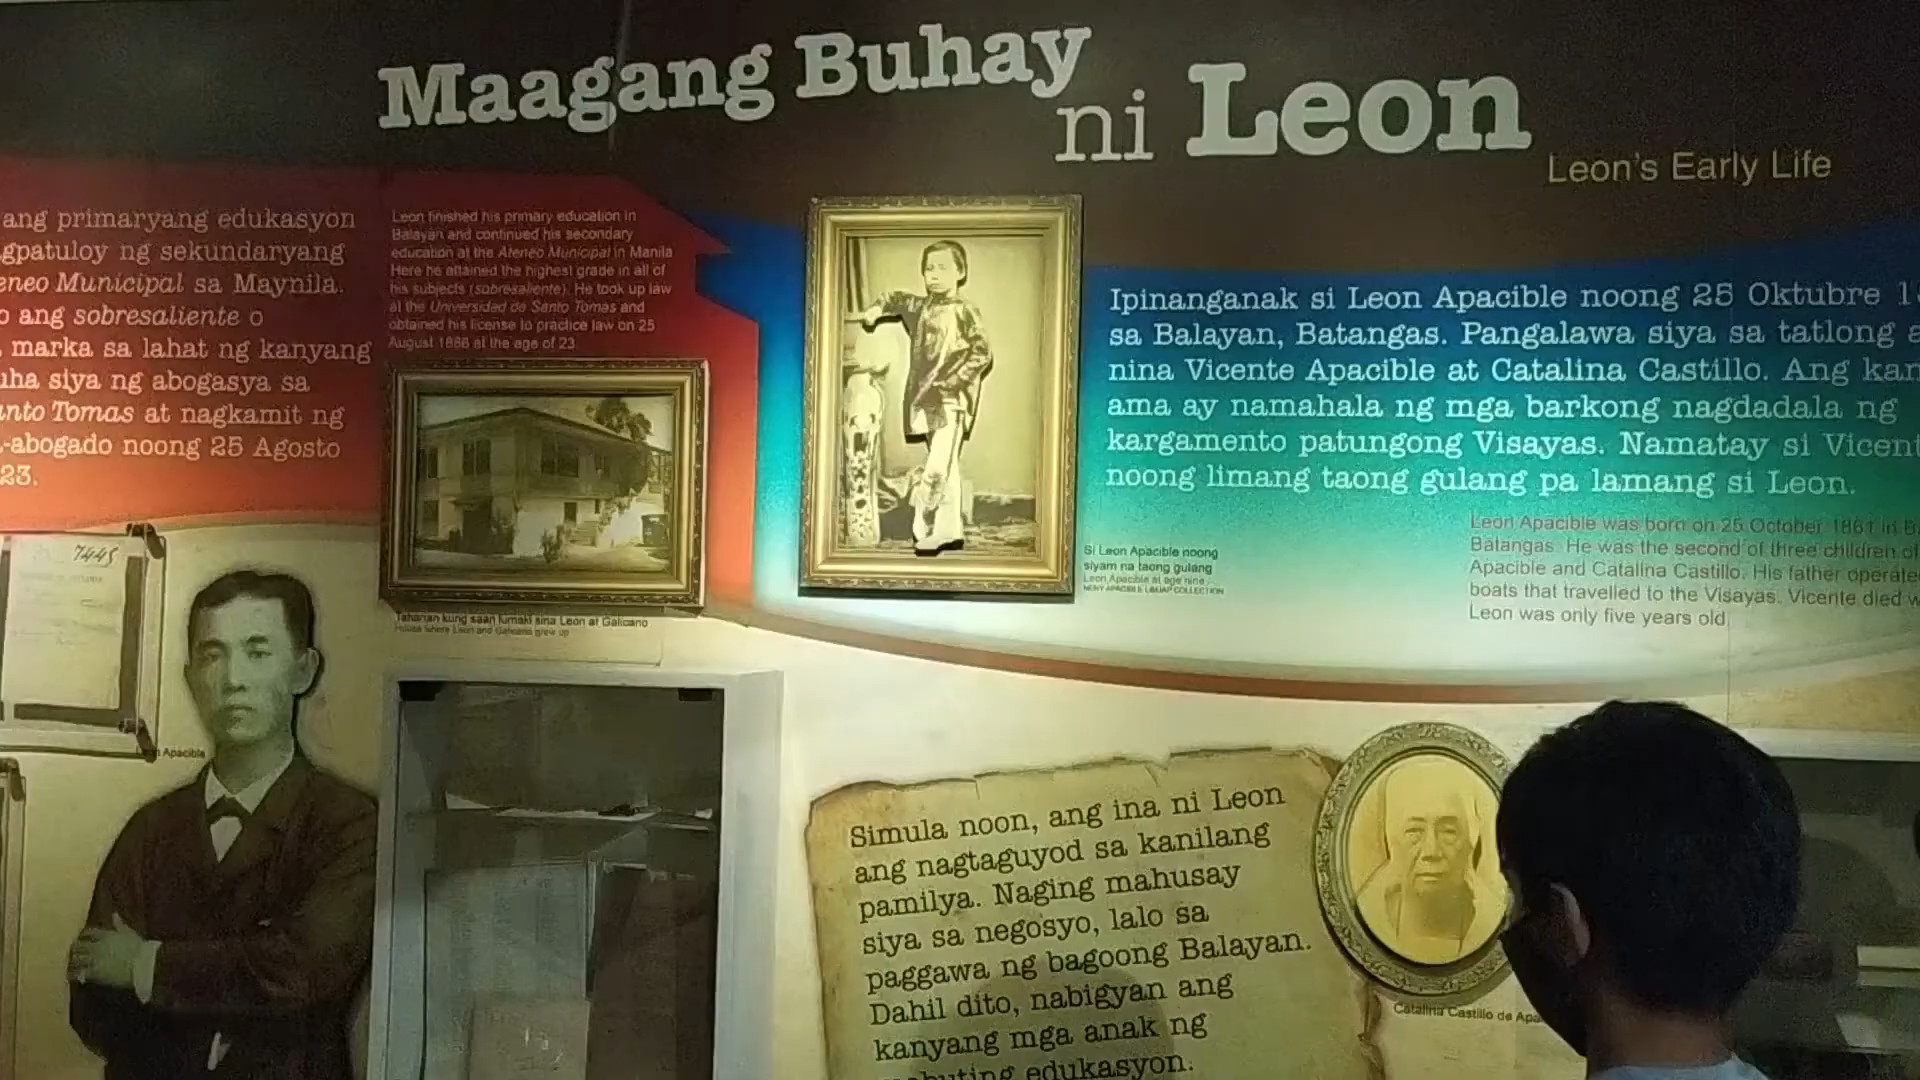 Maagang Buhay
ni Leon
Leon's Early Life
ang primaryang edukasyon
gpatuloy ng sekundaryang
eneo Municipal sa Maynila.
o ang sobresaliente o
marka sa lahat ng kanyang
uha siya ng abogasya sa
anto Tomas at nagkamit ng
-abogado noong 25 Agosto
23.
Leon finished his primary education in
Balayan and continued his secondary
education at the Ateneo Municipal in Manila
Here he attained the highest grade in all of
his subjects (sobresaliente). He took up law
at the Universidad de Santo Tomas and
obtained his license to practice law on 25
August 1886 at the age of 23
Ipinanganak si Leon Apacible noong 25 Oktubre 1
sa Balayan, Batangas. Pangalawa siya sa tatlong a
nina Vicente Apacible at Catalina Castillo. Ang kan
ama ay namahala ng mga barkong nagdadala ng
kargamento patungong Visayas. Namatay si Vicent
noong limang taong gulang pa lamang si Leon.
Leon Apacible was born on 25 October 1861 in B
Batangas. He was the second of three children of
Apacible and Catalina Castillo. His father operate
boats that travelled to the Visayas. Vicente died w
Leon was only five years old
Si Leon Apacible noong
siyam na taong gulang
Leon Apacible at age nine
Tahanan kung saan lumaki sina Leon at Galicano
House where Leon and Galicano grew up
7445
Apacible
Simula noon, ang ina ni Leon
ang nagtaguyod sa kanilang
pamilya. Naging mahusay
siya sa negosyo, lalo sa
paggawa ng bagoong Balayan.
Dahil dito, nabigyan ang
kanyang mga anak ng
mabuting edukasyon.
Catalina Castillo de Apa